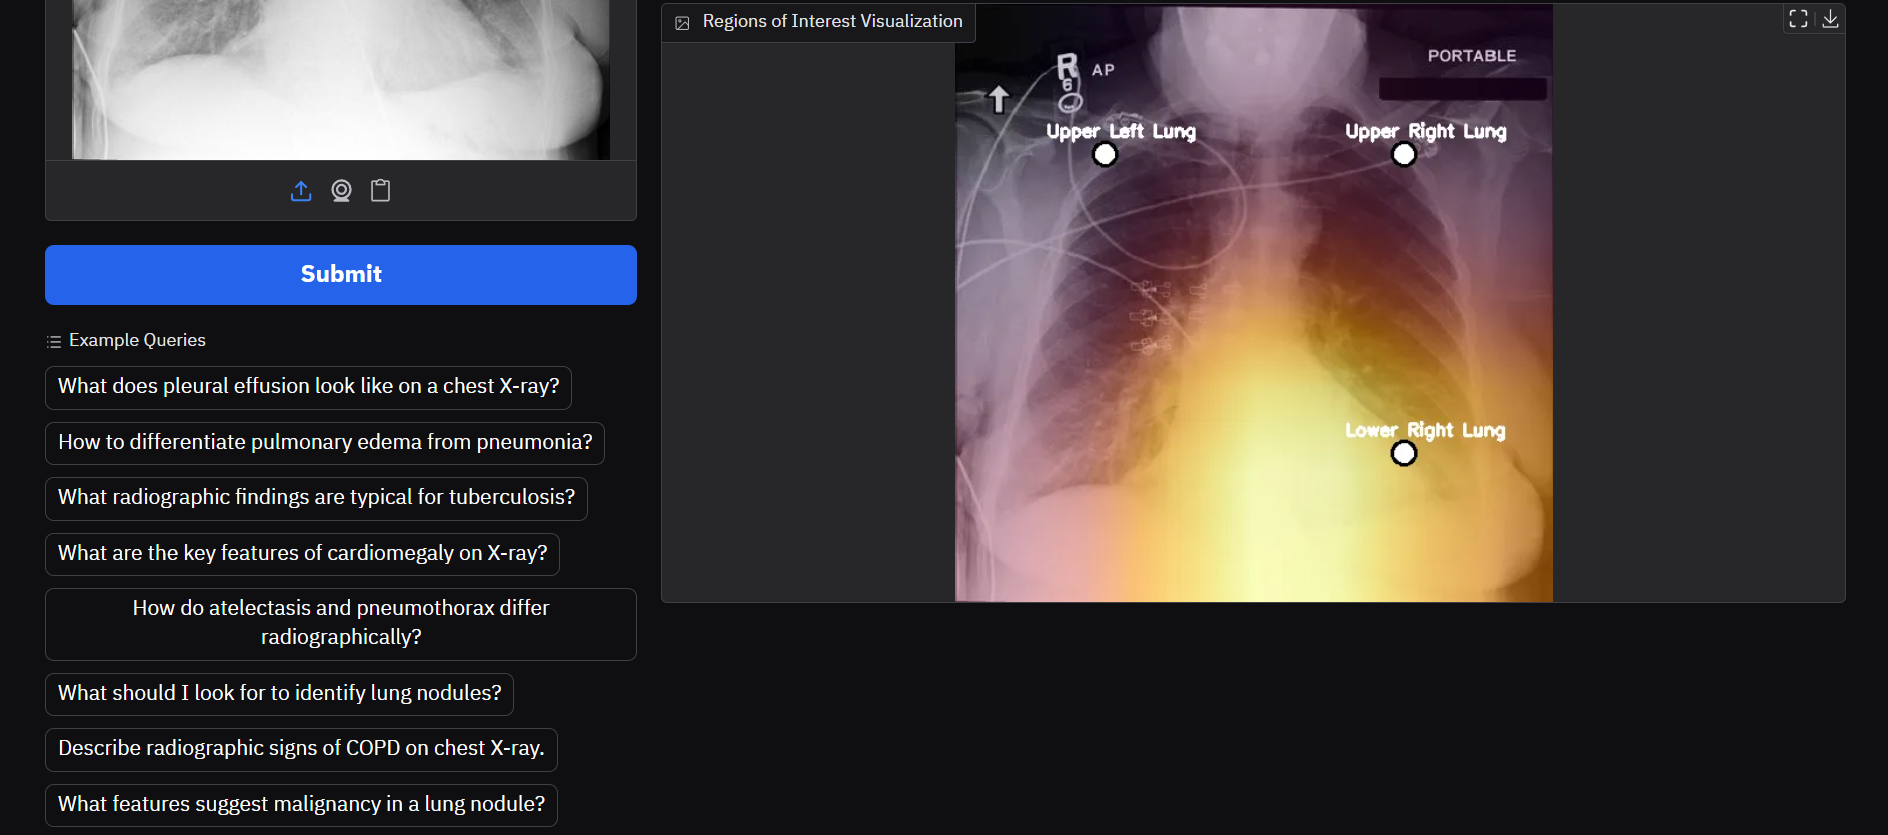 Submit
Example Queries
What does pleural effusion look like on a chest X-ray?
How to differentiate pulmonary edema from pneumonia?
What radiographic findings are typical for tuberculosis?
What are the key features of cardiomegaly on X-ray?
How do atelectasis and pneumothorax differ
radiographically?
What should I look for to identify lung nodules?
Describe radiographic signs of COPD on chest X-ray.
What features suggest malignancy in a lung nodule?
Regions of Interest Visualization
R
6
AP
PORTABLE
Upper Left Lung
Upper Right Lung
Lower Right Lung